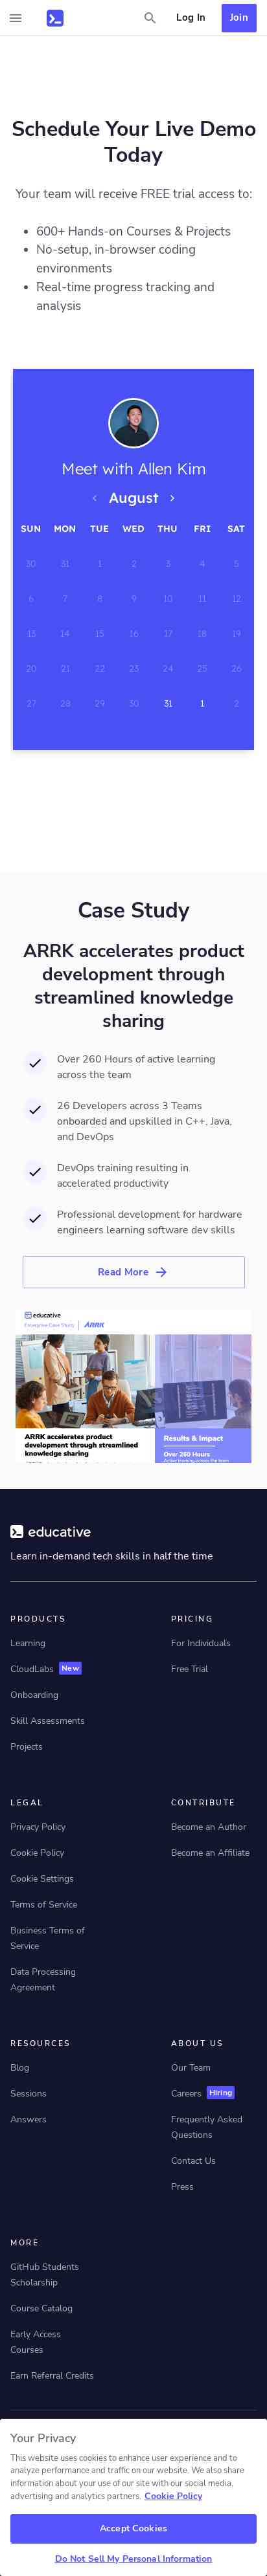 Log In
Join
Schedule Your Live Demo
Today
Your team will receive FREE trial access to:
600+ Hands-on Courses & Projects
No-setup, in-browser coding
environments
Real-time progress tracking and
analysis
Meet with Allen Kim
August
SUN MON TUE WED THU FRI SAT
30 31 1 2 3 4 5
6 7 8 9 10 11 12
13 14 15 16 17 18 19
20 21 22 23 24 25 26
27 28 29 30 31 1 2
Case Study
ARRK accelerates product
development through
streamlined knowledge
sharing
Over 260 Hours of active learning
across the team
26 Developers across 3 Teams
onboarded and upskilled in C++, Java,
and DevOps
DevOps training resulting in
accelerated productivity
Professional development for hardware
engineers learning software dev skills
Read More
educative
Enterprise Case Study | ARRK
ARRK accelerates product
development through streamlined
knowledge sharing
Results & Impact
Over 260 Hours
educative
Learn in-demand tech skills in half the time
PRODUCTS
Learning
CloudLabs New
Onboarding
Skill Assessments
Projects
PRICING
For Individuals
Free Trial
LEGAL
Privacy Policy
Cookie Policy
Cookie Settings
Terms of Service
Business Terms of
Service
Data Processing
Agreement
CONTRIBUTE
Become an Author
Become an Affiliate
RESOURCES
Blog
Sessions
Answers
ABOUT US
Our Team
Careers Hiring
Frequently Asked
Questions
Contact Us
Press
MORE
GitHub Students
Scholarship
Course Catalog
Early Access
Courses
Earn Referral Credits
Your Privacy
This website uses cookies to enhance user experience and to
analyze performance and traffic on our website. We also share
information about your use of our site with our social media,
advertising and analytics partners. Cookie Policy
Accept Cookies
Do Not Sell My Personal Information